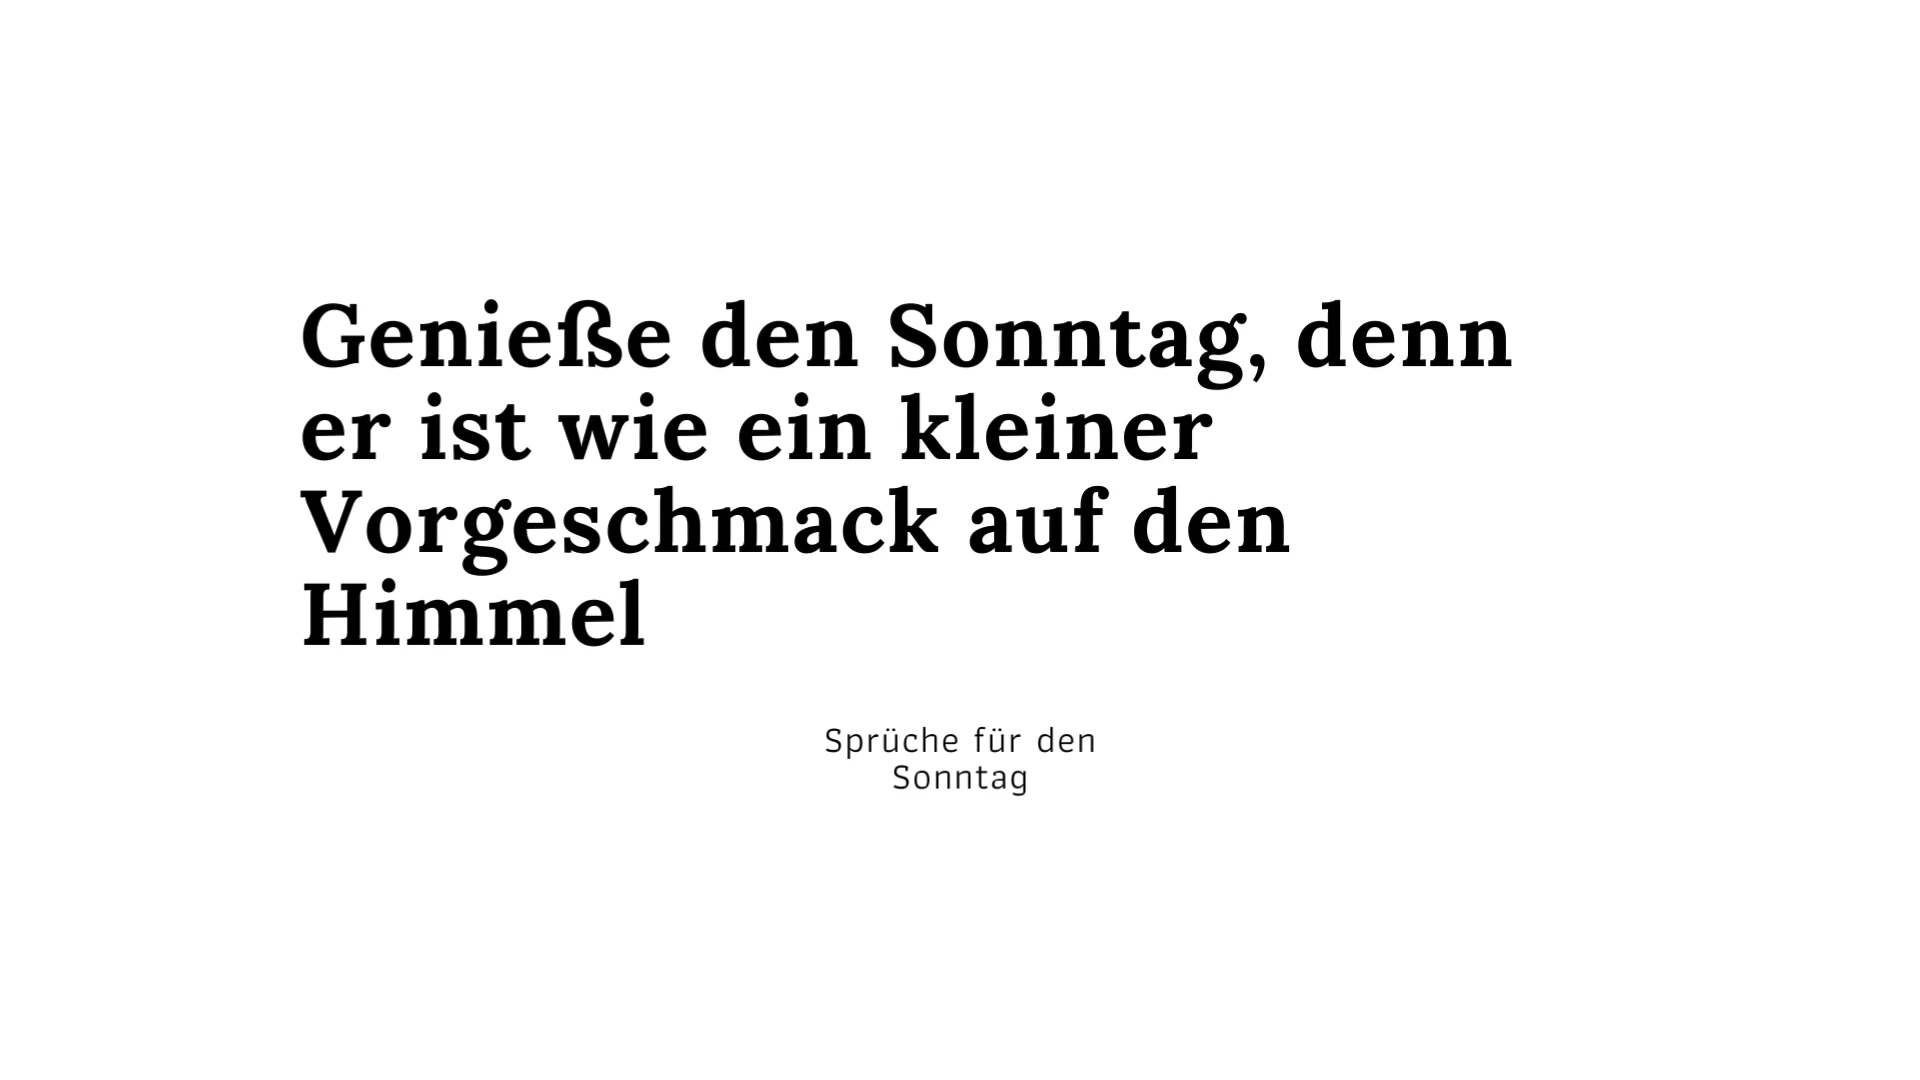 Genieße den Sonntag, denn
er ist wie ein kleiner
Vorgeschmack auf den
Himmel
Sprüche für den
Sonntag